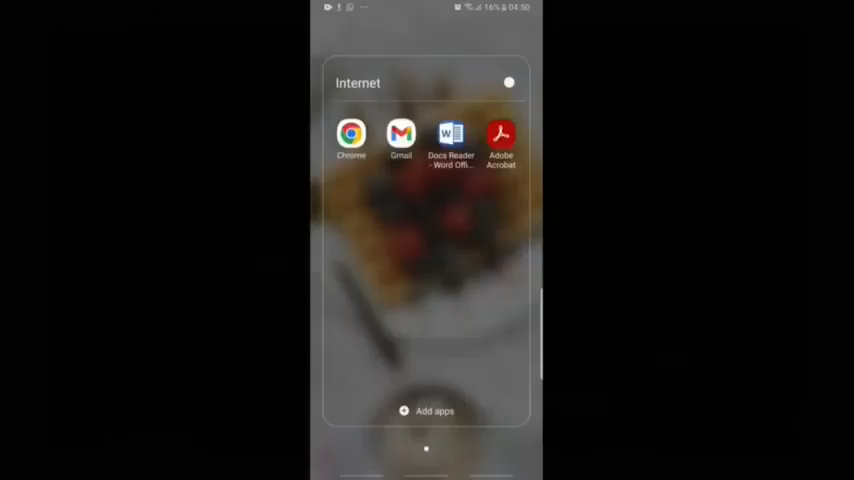 16% 04:50
Internet
Chrome
Gmail
Docs Reader
- Word Offi...
Adobe
Acrobat
Add apps